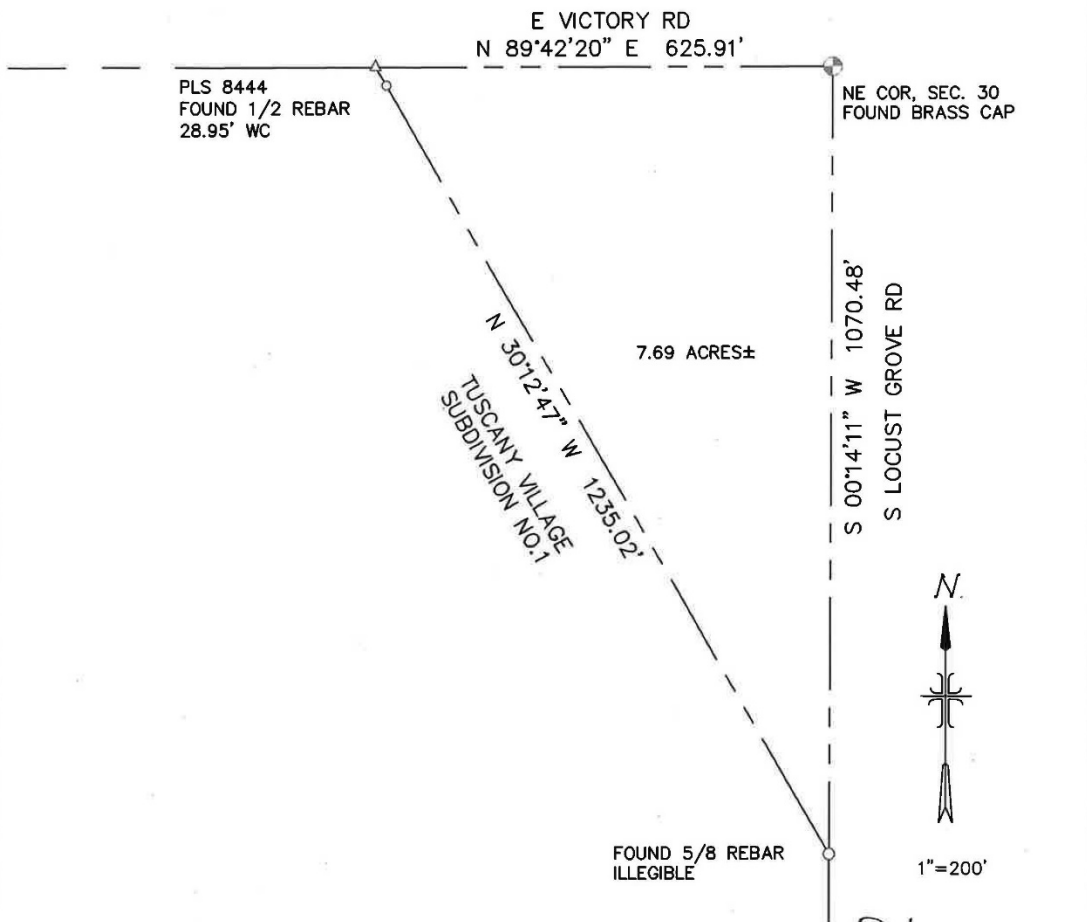 E VICTORY RD
N 89°42'20" E 625.91'
PLS 8444
FOUND 1/2 REBAR
28.95' WC
NE COR, SEC. 30
FOUND BRASS CAP
N 30°12'47" W 1235.02'
TUSCANY VILLAGE
SUBDIVISION NO.1
7.69 ACRES±
S 00°14'11" W 1070.48'
S LOCUST GROVE RD
N
FOUND 5/8 REBAR
ILLEGIBLE
1"=200'